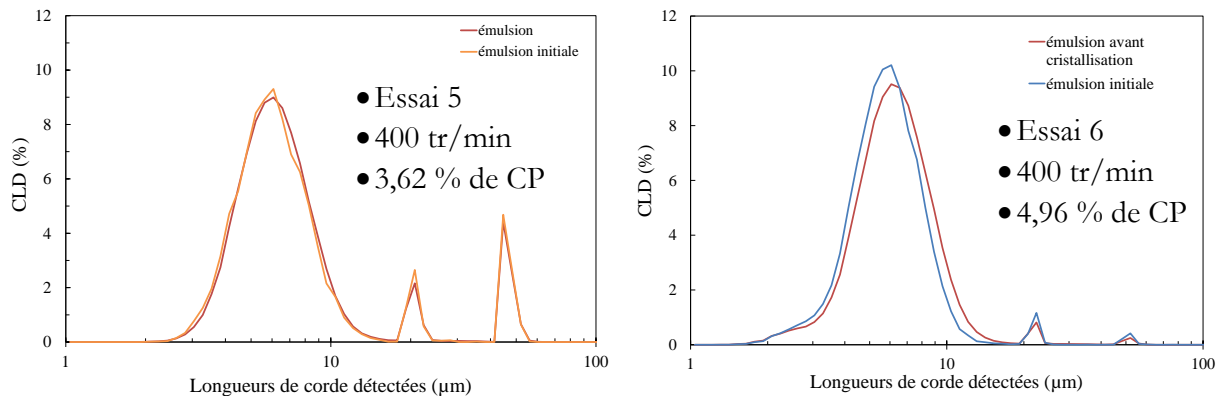 12
10
8
6
4
2
0
CLD (%)
émulsion
émulsion initiale
● Essai 5
● 400 tr/min
● 3,62 % de CP
1
10
100
Longueurs de corde détectées (µm)
12
10
8
6
4
2
0
CLD (%)
émulsion avant
cristallisation
émulsion initiale
● Essai 6
● 400 tr/min
● 4,96 % de CP
1
10
100
Longueurs de corde détectées (µm)